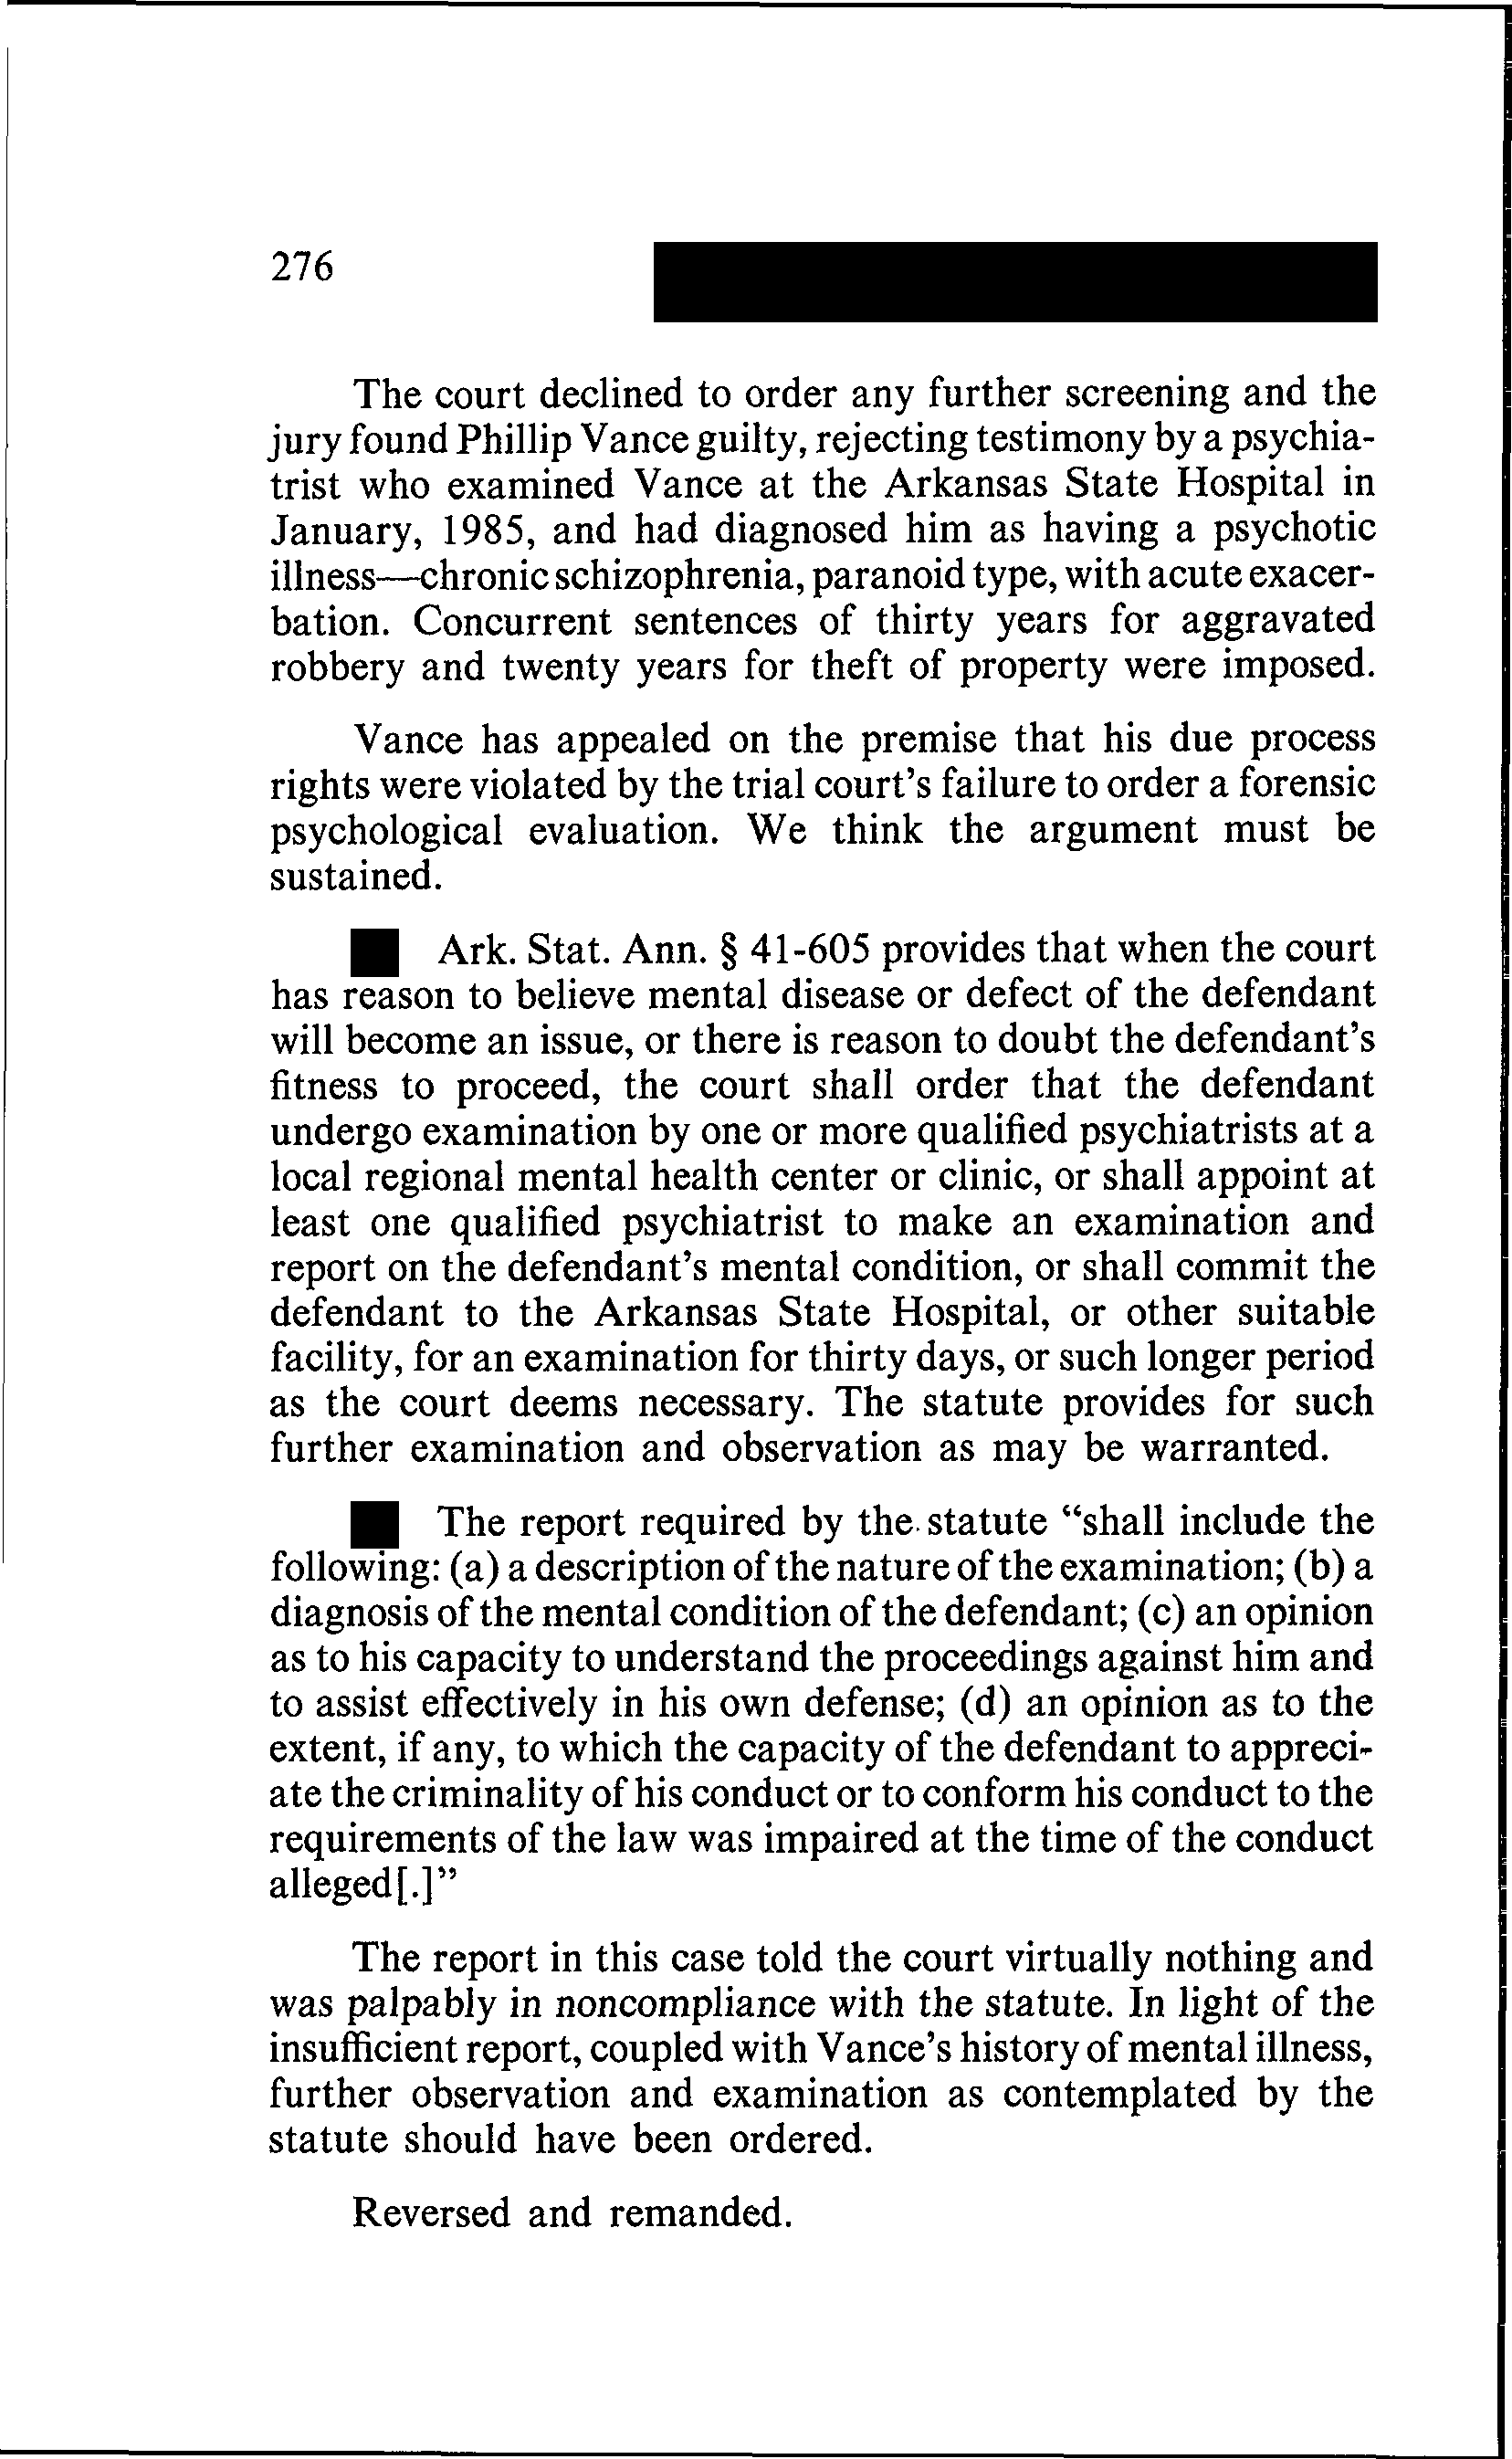 276
The court declined to order any further screening and the
jury found Phillip Vance guilty, rejecting testimony by a psychia-
trist who examined Vance at the Arkansas State Hospital in
January, 1985, and had diagnosed him as having a psychotic
illness—chronic schizophrenia, paranoid type, with acute exacer-
bation. Concurrent sentences of thirty years for aggravated
robbery and twenty years for theft of property were imposed.
Vance has appealed on the premise that his due process
rights were violated by the trial court's failure to order a forensic
psychological evaluation. We think the argument must be
sustained.
Ark. Stat. Ann. § 41-605 provides that when the court
has reason to believe mental disease or defect of the defendant
will become an issue, or there is reason to doubt the defendant's
fitness to proceed, the court shall order that the defendant
undergo examination by one or more qualified psychiatrists at a
local regional mental health center or clinic, or shall appoint at
least one qualified psychiatrist to make an examination and
report on the defendant's mental condition, or shall commit the
defendant to the Arkansas State Hospital, or other suitable
facility, for an examination for thirty days, or such longer period
as the court deems necessary. The statute provides for such
further examination and observation as may be warranted.
The report required by the statute “shall include the
following: (a) a description of the nature of the examination; (b) a
diagnosis of the mental condition of the defendant; (c) an opinion
as to his capacity to understand the proceedings against him and
to assist effectively in his own defense; (d) an opinion as to the
extent, if any, to which the capacity of the defendant to appreci-
ate the criminality of his conduct or to conform his conduct to the
requirements of the law was impaired at the time of the conduct
alleged[.]”
The report in this case told the court virtually nothing and
was palpably in noncompliance with the statute. In light of the
insufficient report, coupled with Vance's history of mental illness,
further observation and examination as contemplated by the
statute should have been ordered.
Reversed and remanded.